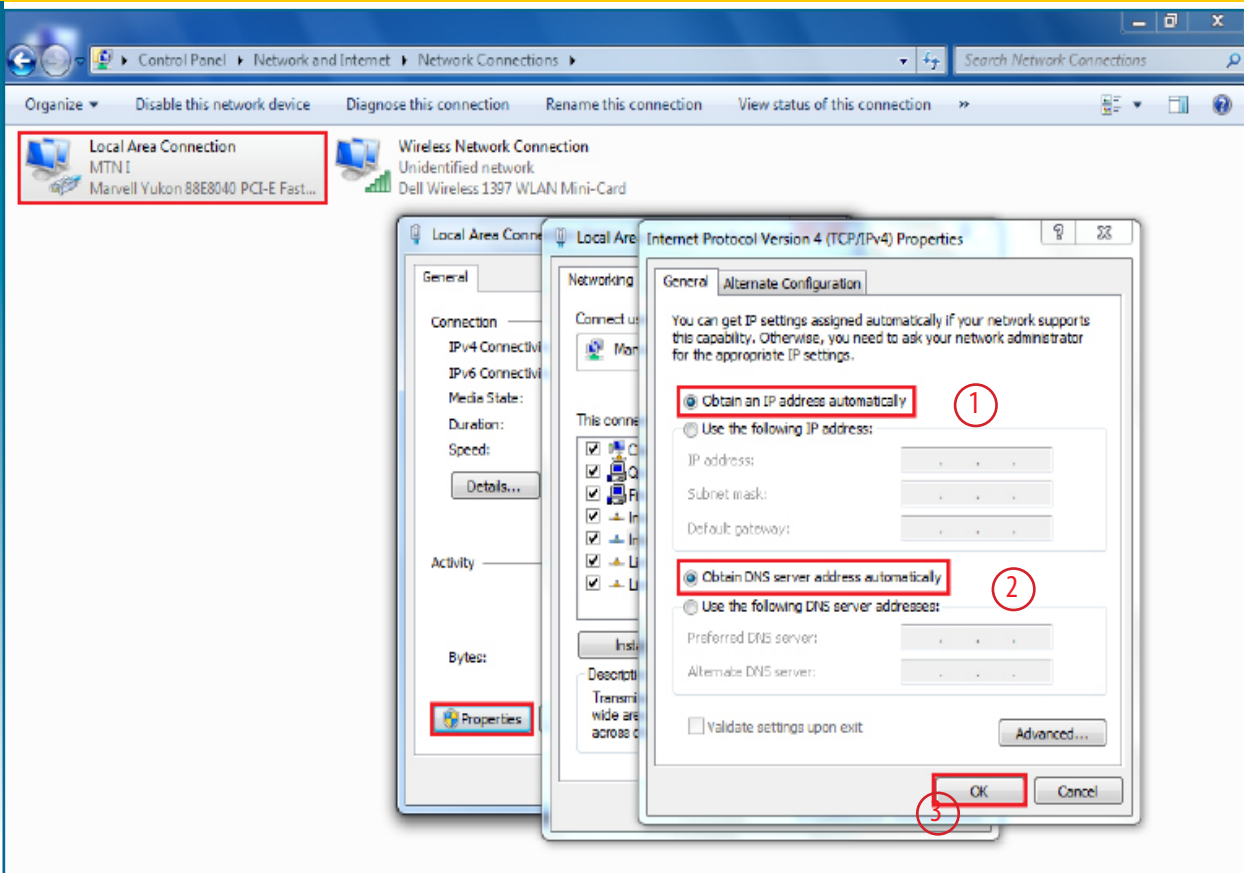 Control Panel Network and Internet Network Connections
Search Network Connections
Organize Disable this network device Diagnose this connection Rename this connection View status of this connection »
Local Area Connection
MTN I
Marvell Yukon 88E8040 PCI-E Fast...
Wireless Network Connection
Unidentified network
Dell Wireless 1397 WLAN Mini-Card
Local Area Conne
General
Connection
IPv4 Connectivi
IPv6 Connectivi
Media State:
Duration:
Speed:
Details...
Activity
Bytes:
Properties
Local Are
Networking
Connect us
Mar
This conne
C
Q
Fi
In
In
Li
Li
Insta
Descripti
Transmi
wide are
across d
Internet Protocol Version 4 (TCP/IPv4) Properties
General Alternate Configuration
You can get IP settings assigned automatically if your network supports
this capability. Otherwise, you need to ask your network administrator
for the appropriate IP settings.
Obtain an IP address automatically 1
Use the following IP address:
IP address:
Subnet mask:
Default gateway:
Obtain DNS server address automatically 2
Use the following DNS server addresses:
Preferred DNS server:
Alternate DNS server:
Validate settings upon exit
Advanced...
OK Cancel
3